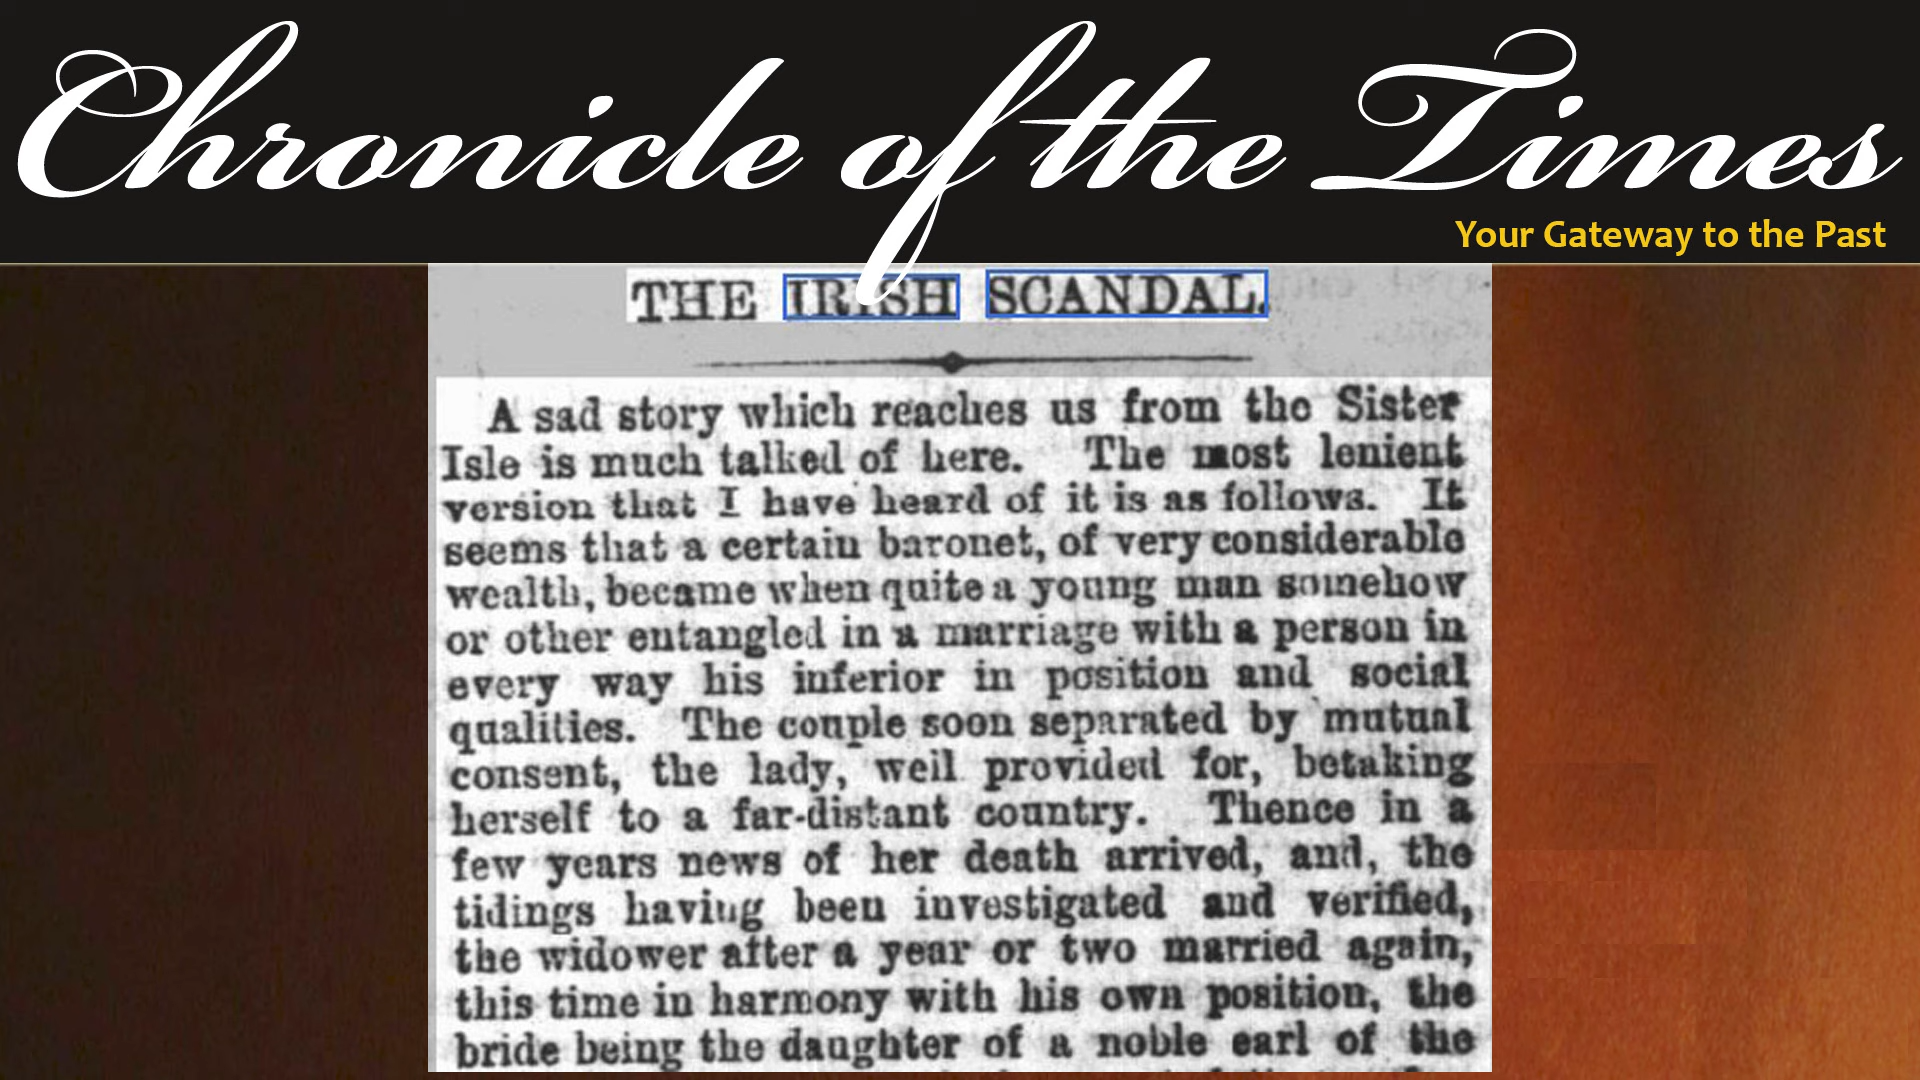 Chronicle of the Times
Your Gateway to the Past
THE IRISH SCANDAL.
A sad story which reaches us from the Sister
Isle is much talked of here. The most lenient
version that I have heard of it is as follows. It
seems that a certain baronet, of very considerable
wealth, became when quite a young man somehow
or other entangled in a marriage with a person in
every way his inferior in position and social
qualities. The couple soon separated by mutual
consent, the lady, well provided for, betaking
herself to a far-distant country. Thence in a
few years news of her death arrived, and, the
tidings having been investigated and verified,
the widower after a year or two married again,
this time in harmony with his own position, the
bride being the daughter of a noble earl of the